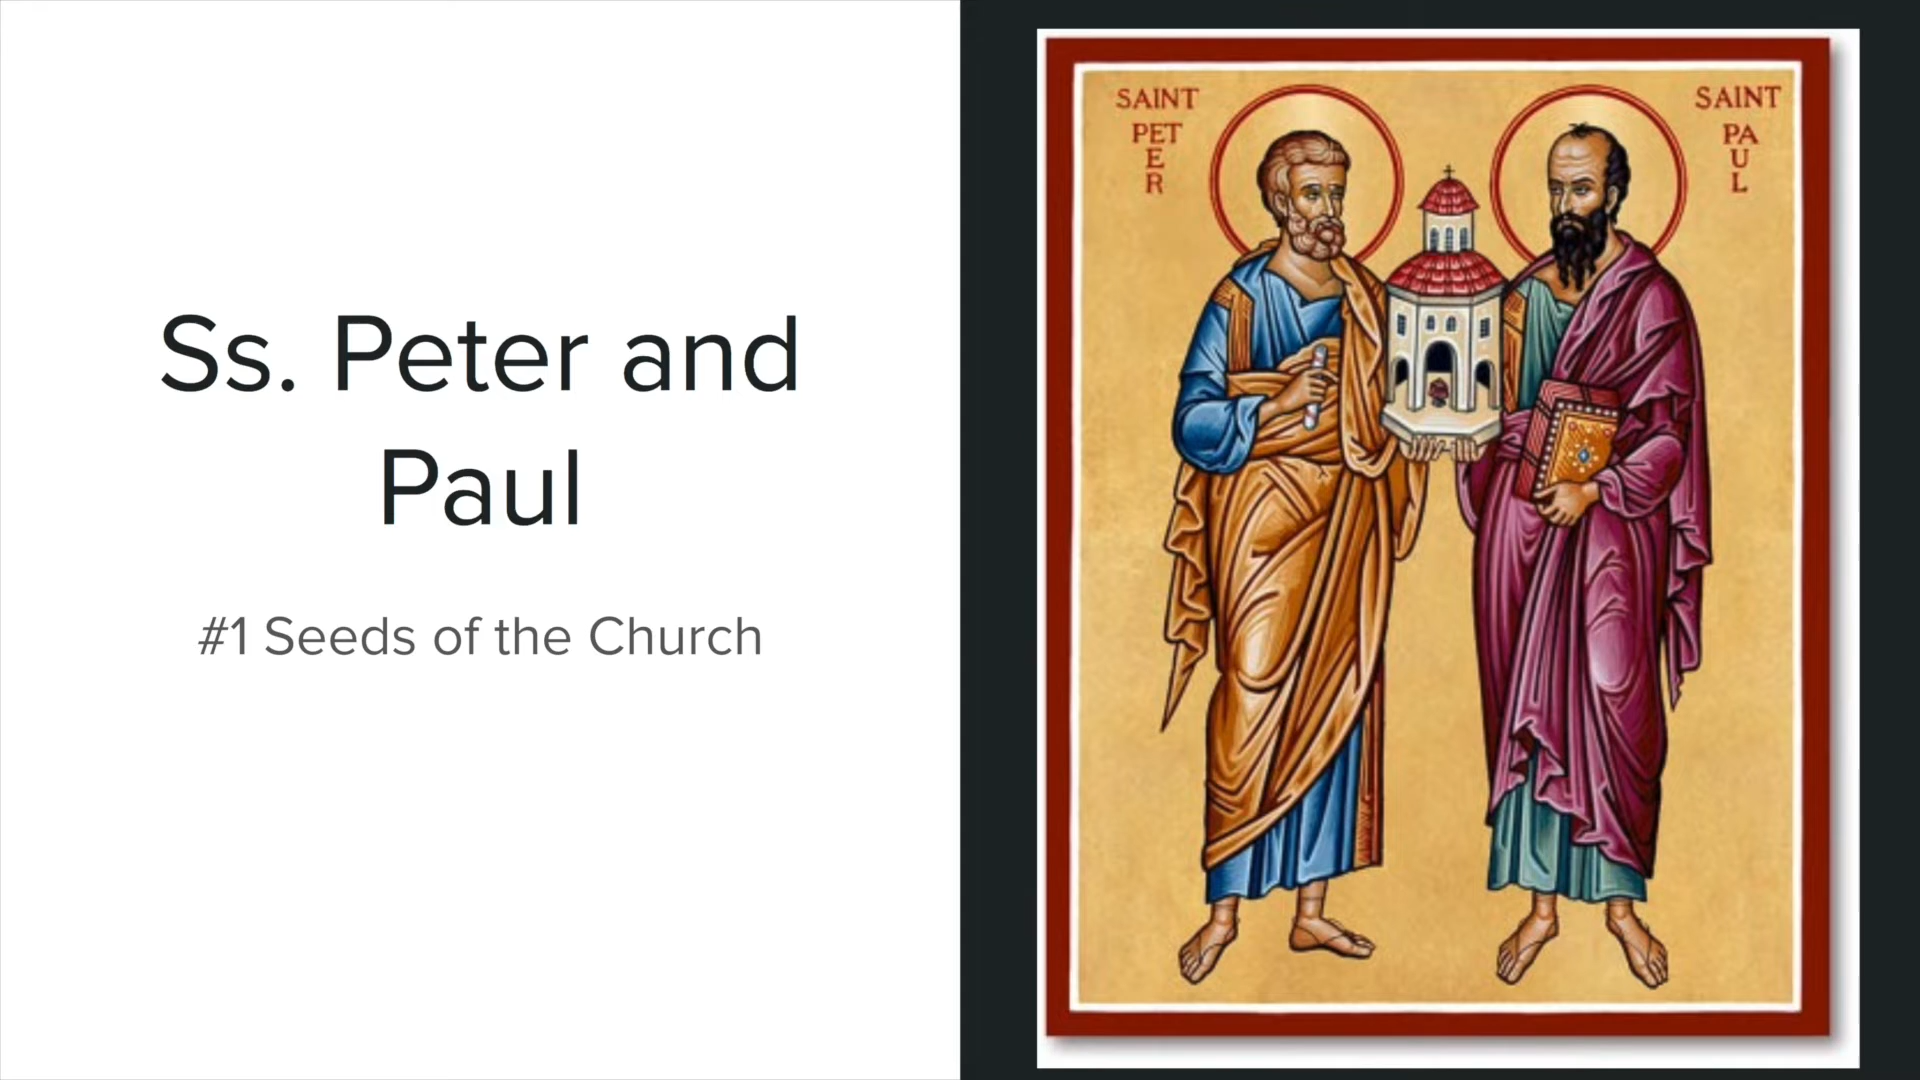 Ss. Peter and
Paul
#1 Seeds of the Church
SAINT
PET
E
R
SAINT
PA
U
L